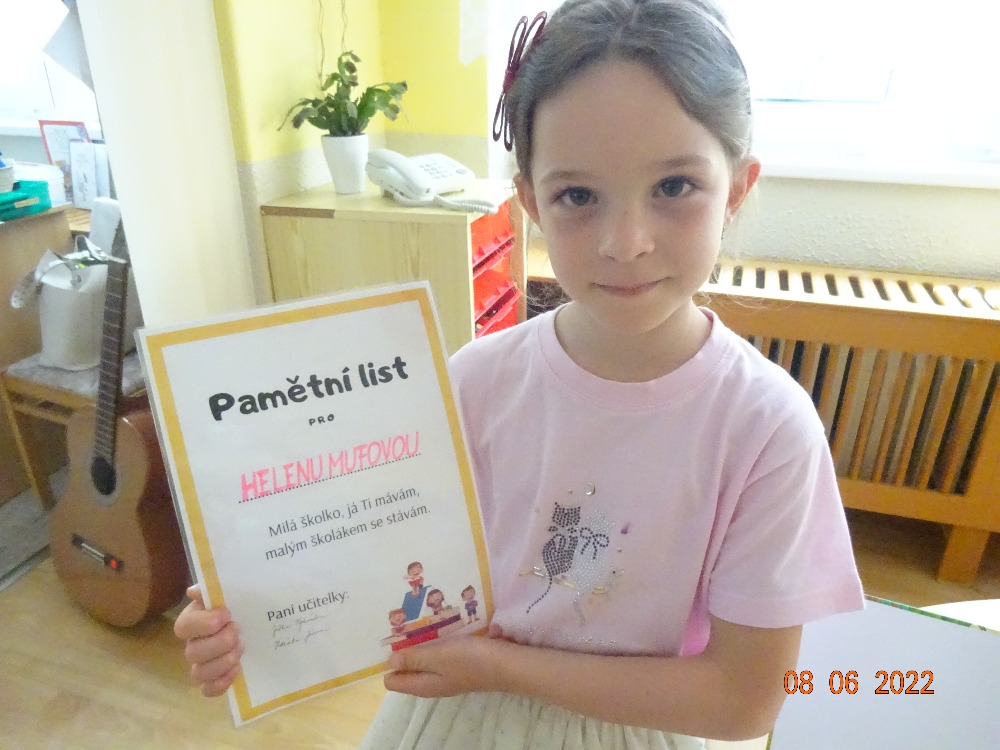 Pamětní list
PRO
HELENU MUFOVOU
Milá školko, já Ti mávám,
malým školákem se stávám.
Paní učitelky:
08 06 2022